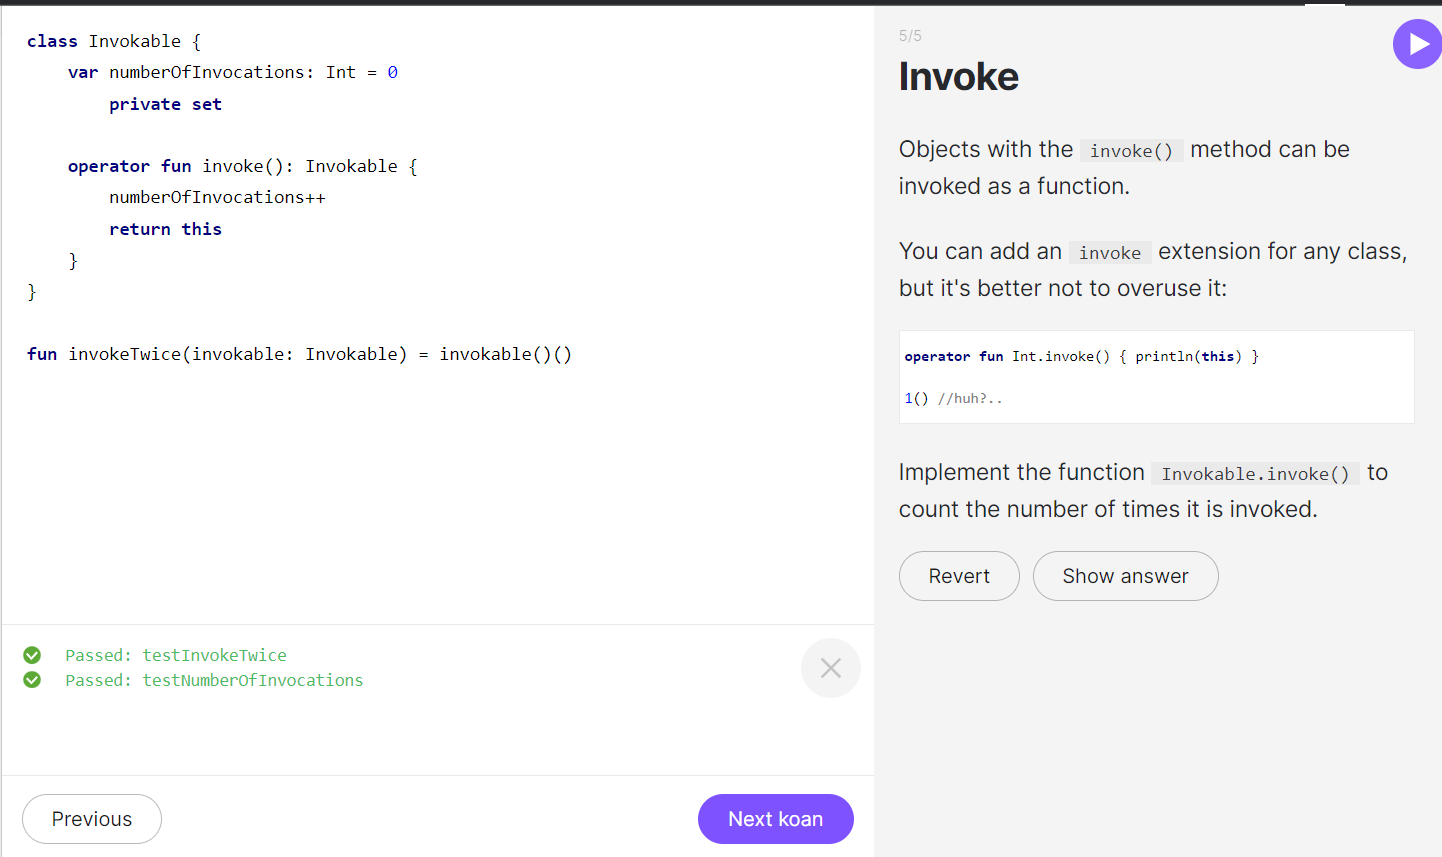 class Invokable {
    var numberOfInvocations: Int = 0
        private set

    operator fun invoke(): Invokable {
        numberOfInvocations++
        return this
    }
}

fun invokeTwice(invokable: Invokable) = invokable()()
Passed: testInvokeTwice
Passed: testNumberOfInvocations
Previous
Next koan
5/5
Invoke
Objects with the invoke() method can be
invoked as a function.
You can add an invoke extension for any class,
but it's better not to overuse it:
operator fun Int.invoke() { println(this) }
1() //huh?..
Implement the function Invokable.invoke() to
count the number of times it is invoked.
Revert
Show answer